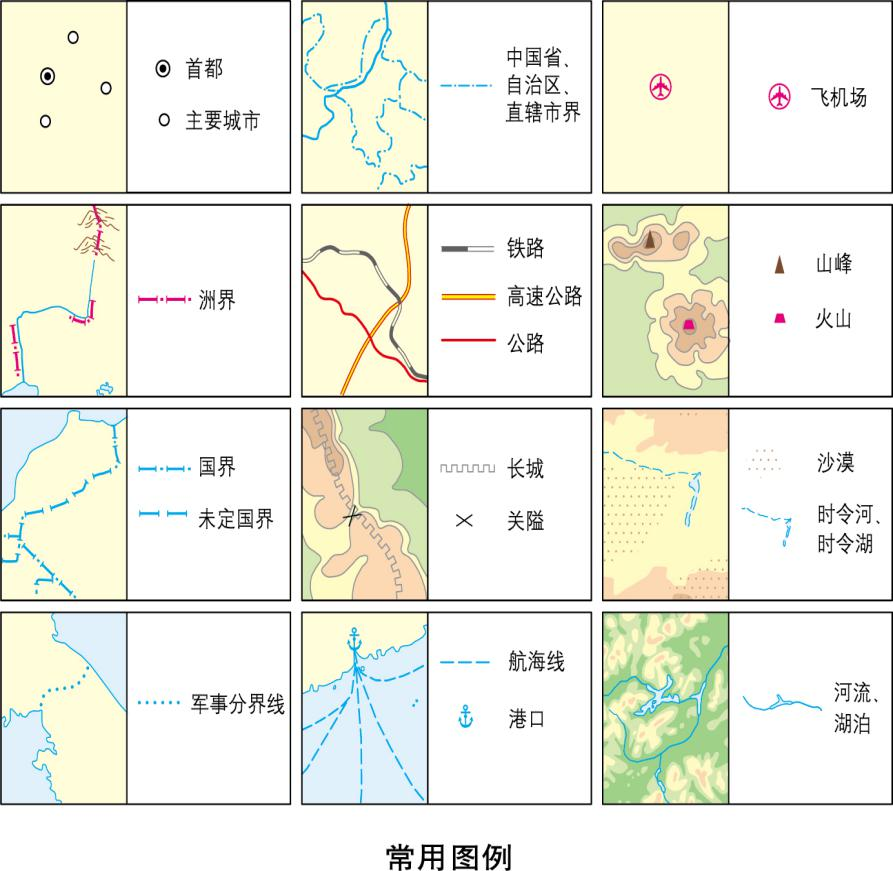 首都
主要城市
中国省、
自治区、
直辖市界
飞机场
洲界
铁路
高速公路
公路
山峰
火山
国界
未定国界
长城
关隘
沙漠
时令河、
时令湖
军事分界线
航海线
港口
河流、
湖泊
常用图例